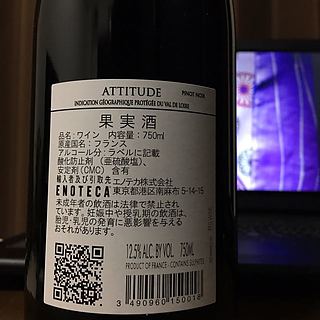 ATTITUDE
PINOT NOIR
INDICATION GÉOGRAPHIQUE PROTÉGÉE DU VAL DE LOIRE
果実酒
品名:ワイン 内容量:750ml
原産国名:フランス
アルコール分:ラベルに記載
酸化防止剤 (亜硫酸塩)、
安定剤(CMC) 含有
輸入者及び引取先 エノテカ株式会社
ENOTECA 東京都港区南麻布5-14-15
未成年者の飲酒は法律で禁止され
ています。妊娠中や授乳期の飲酒は、
胎児・乳児の発育に悪影響を与える
おそれがあります。
12.5% ALC. BY VOL. 750ML
PRODUCT OF FRANCE - CONTAINS SULPHITES
3 490960 150018